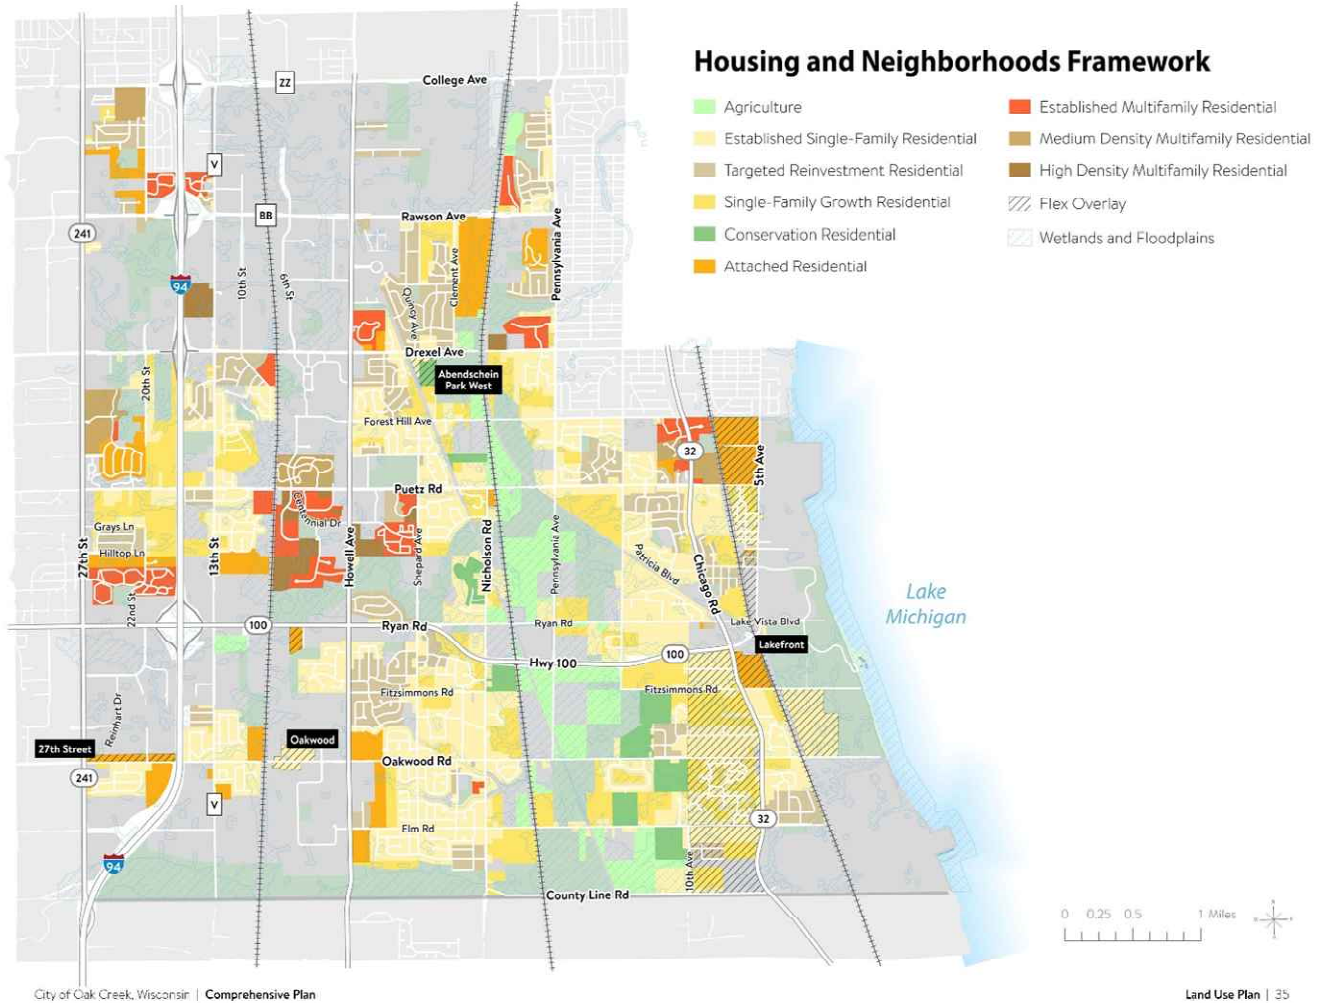 Housing and Neighborhoods Framework
Agriculture
Established Single-Family Residential
Targeted Reinvestment Residential
Single-Family Growth Residential
Conservation Residential
Attached Residential
Established Multifamily Residential
Medium Density Multifamily Residential
High Density Multifamily Residential
Flex Overlay
Wetlands and Floodplains
College Ave
ZZ
V
BB
Rawson Ave
241
94
10th St
6th St
Quincy Ave
Clement Ave
Pennsylvania Ave
Drexel Ave
Abendschein
Park West
20th St
Forest Hill Ave
32
5th Ave
Puetz Rd
Grays Ln
Centennial Dr
Hilltop Ln
27th St
13th St
Howell Ave
Shepard Ave
Nicholson Rd
Pennsylvania Ave
Patricia Blvd
Chicago Rd
Lake
Michigan
22nd St
100
Ryan Rd
Ryan Rd
Lake Vista Blvd
Lakefront
100
Hwy 100
Fitzsimmons Rd
Fitzsimmons Rd
Reinhart Dr
27th Street
Oakwood
Oakwood Rd
241
V
32
Elm Rd
94
10th Ave
County Line Rd
0 0.25 0.5 1 Miles
City of Oak Creek, Wisconsin | Comprehensive Plan
Land Use Plan | 35